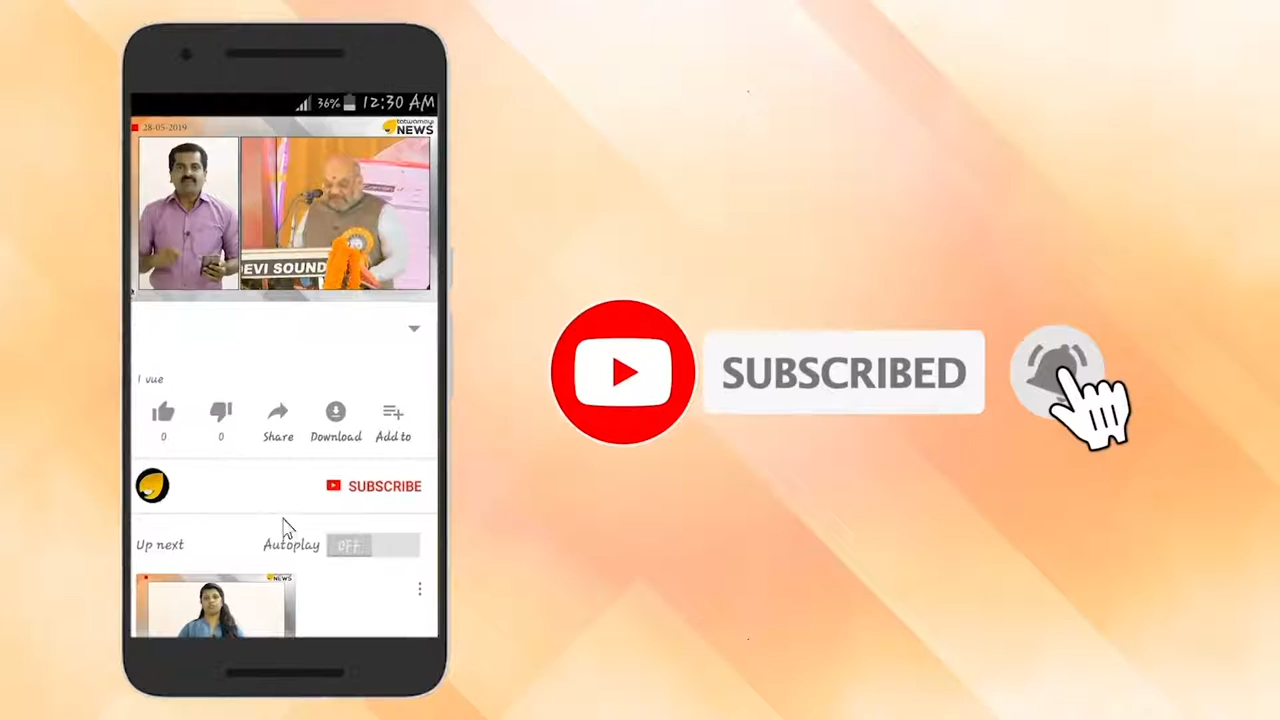 36% 12:30 AM
28-05-2019
tatwamayi
NEWS
DEVI SOUND
1 vue
0 0 Share Download Add to
SUBSCRIBE
Up next Autoplay OFF
NEWS
SUBSCRIBED